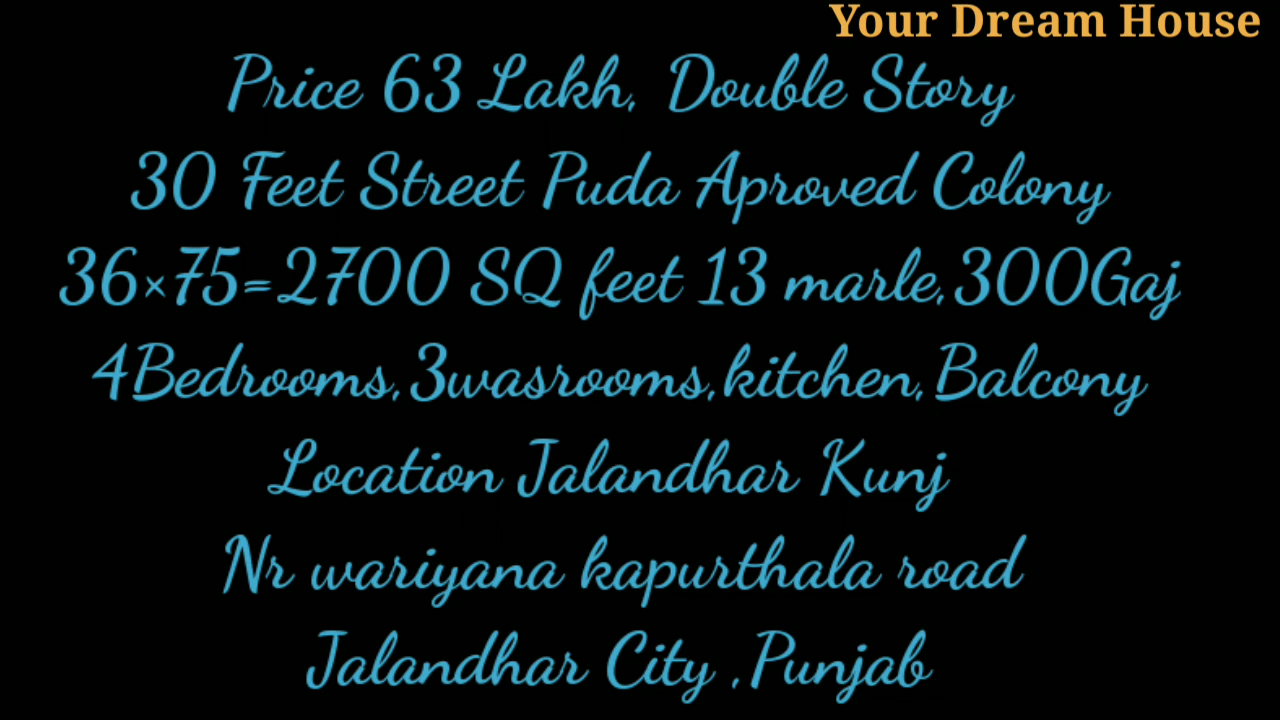 Your Dream House
Price 63 Lakh, Double Story
30 Feet Street Puda Aproved Colony
36×75=2700 SQ feet 13 marle,300Gaj
4Bedrooms,3wasrooms,kitchen,Balcony
Location Jalandhar Kunj
Nr wariyana kapurthala road
Jalandhar City ,Punjab